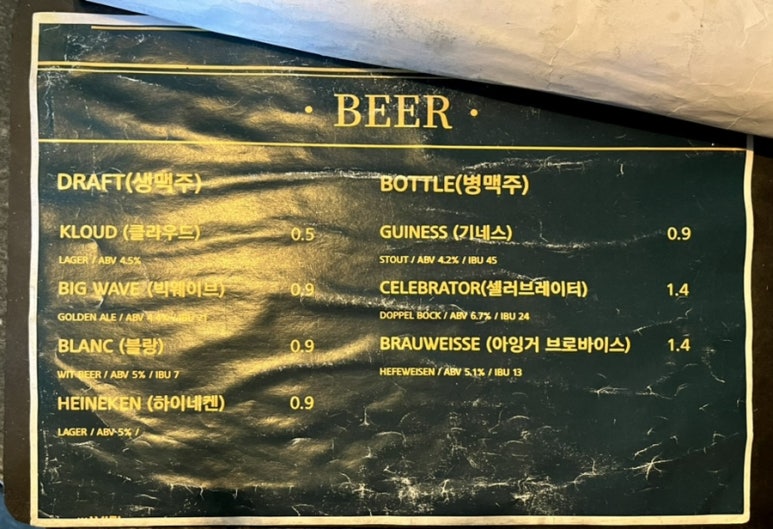 · BEER ·
DRAFT(생맥주)
KLOUD (클라우드) 0.5
LAGER / ABV 4.5%
BIG WAVE (빅웨이브) 0.9
GOLDEN ALE / ABV
BLANC (블랑) 0.9
WIT BEER / ABV 5% / IBU 7
HEINEKEN (하이네켄) 0.9
LAGER / ABV 5% /
BOTTLE(병맥주)
GUINESS (기네스) 0.9
STOUT / ABV 4.2% / IBU 45
CELEBRATOR(셀러브레이터) 1.4
DOPPEL BOCK / ABV 6.7% / IBU 24
BRAUWEISSE (아잉거 브로바이스) 1.4
HEFEWEISEN / ABV 5.1% / IBU 13